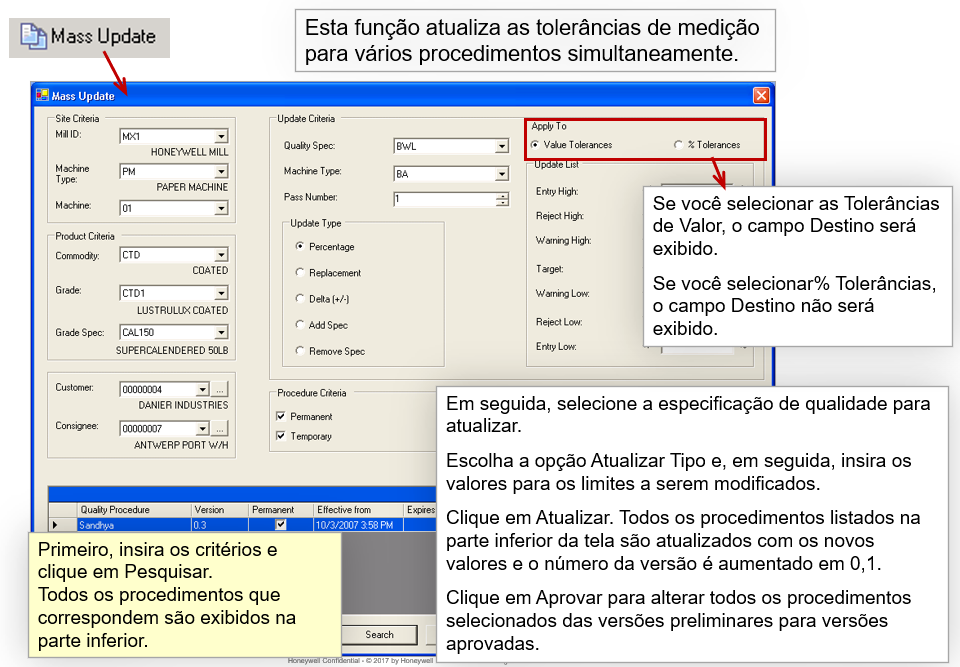 Mass Update
Esta função atualiza as tolerâncias de medição
para vários procedimentos simultaneamente.
Mass Update
Site Criteria
Mill ID:
MX1
HONEYWELL MILL
Machine
Type:
PM
PAPER MACHINE
Machine:
01
Product Criteria
Commodity:
CTD
COATED
Grade:
CTD1
LUSTRULUX COATED
Grade Spec:
CAL150
SUPERCALENDERED 50LB
Customer:
00000004
...
DANIER INDUSTRIES
Consignee:
00000007
...
ANTWERP PORT W/H
Update Criteria
Quality Spec:
BWL
Machine Type:
BA
Pass Number:
1
Update Type
Percentage
Replacement
Delta (+/-)
Add Spec
Remove Spec
Procedure Criteria
Permanent
Temporary
Apply To
Value Tolerances
% Tolerances
Update List
Entry High:
Reject High:
Warning High:
Target:
Warning Low:
Reject Low:
Entry Low:
Se você selecionar as Tolerâncias
de Valor, o campo Destino será
exibido.
Se você selecionar% Tolerâncias,
o campo Destino não será
exibido.
Em seguida, selecione a especificação de qualidade para
atualizar.
Escolha a opção Atualizar Tipo e, em seguida, insira os
valores para os limites a serem modificados.
Clique em Atualizar. Todos os procedimentos listados na
parte inferior da tela são atualizados com os novos
valores e o número da versão é aumentado em 0,1.
Clique em Aprovar para alterar todos os procedimentos
selecionados das versões preliminares para versões
aprovadas.
Quality Procedure Version Permanent Effective from Expires
Sandhya 0.3 10/3/2007 3:58 PM
Primeiro, insira os critérios e
clique em Pesquisar.
Todos os procedimentos que
correspondem são exibidos na
parte inferior.
Search
Honeywell Confidential - © 2017 by Honeywell